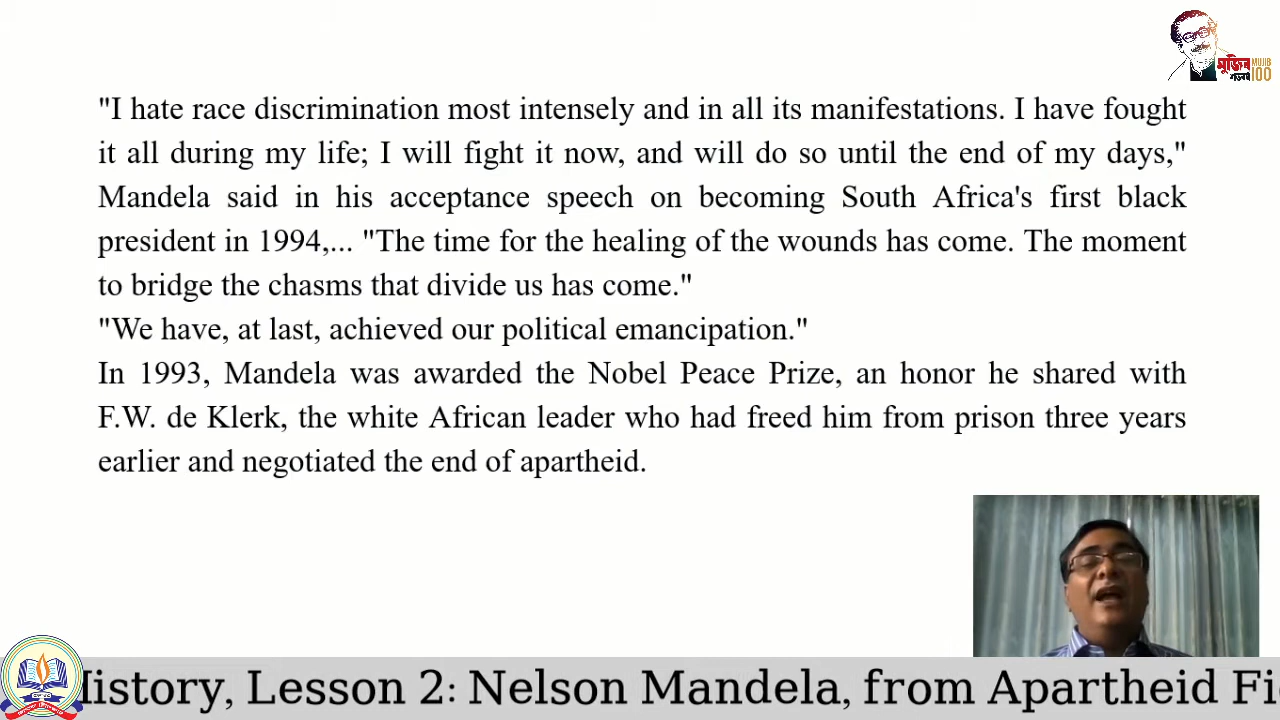 মুজিব MUJIB
শতবর্ষ 100
"I hate race discrimination most intensely and in all its manifestations. I have fought
it all during my life; I will fight it now, and will do so until the end of my days,"
Mandela said in his acceptance speech on becoming South Africa's first black
president in 1994,... "The time for the healing of the wounds has come. The moment
to bridge the chasms that divide us has come."
"We have, at last, achieved our political emancipation."
In 1993, Mandela was awarded the Nobel Peace Prize, an honor he shared with
F.W. de Klerk, the white African leader who had freed him from prison three years
earlier and negotiated the end of apartheid.
History, Lesson 2: Nelson Mandela, from Apartheid Fi